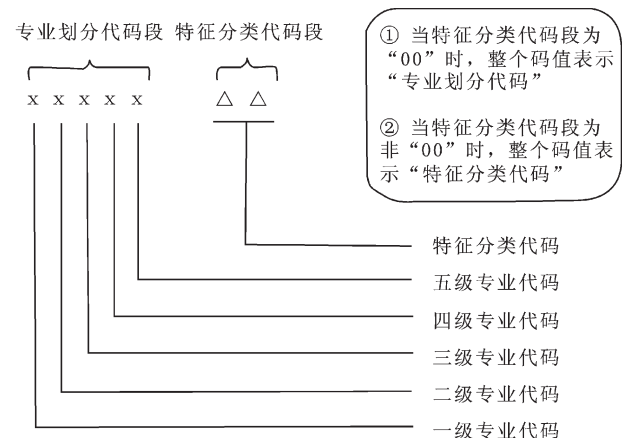 专业划分代码段 特征分类代码段
x x x x x △ △
① 当特征分类代码段为
“00”时，整个码值表示
“专业划分代码”
② 当特征分类代码段为
非“00”时，整个码值表
示“特征分类代码”
特征分类代码
五级专业代码
四级专业代码
三级专业代码
二级专业代码
一级专业代码